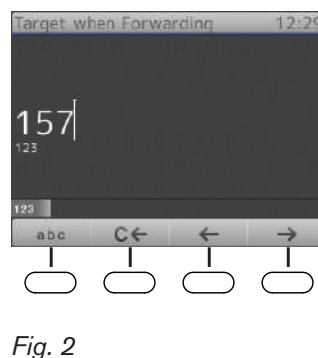 Target when Forwarding 12:29
157
123
123
abc C← ← →
Fig. 2